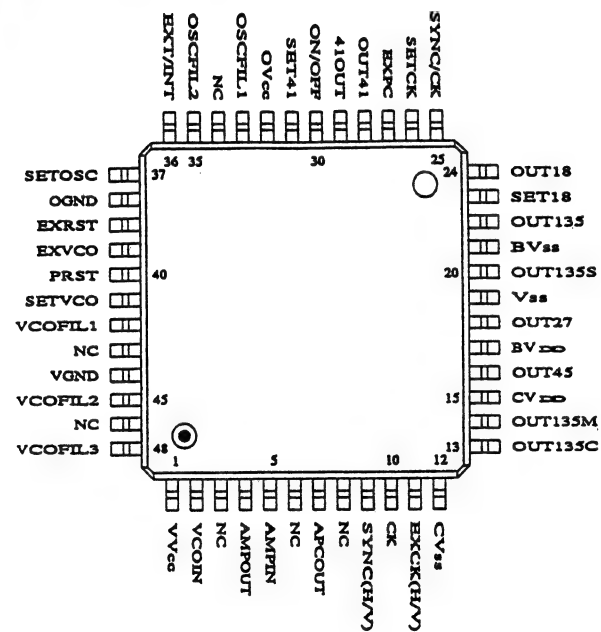 EXT/INT
OSCFIL2
NC
OSCFIL1
OVcc
SET41
ON/OFF
41OUT
OUT41
EXPC
SETCK
SYNC/CK
36
35
30
25
SETOSC
37
24
OUT18
OGND
SET18
EXRST
OUT135
EXVCO
BVss
PRST
40
20
OUT135S
SETVCO
Vss
VCOFIL1
OUT27
NC
BVDD
VGND
OUT45
VCOFIL2
45
15
CVDD
NC
OUT135M
VCOFIL3
48
13
OUT135C
1
5
10
12
VVcc
VCOIN
NC
AMPOUT
AMPIN
NC
APCOUT
NC
SYNC(H/V)
CK
EXCK(H/V)
CVss